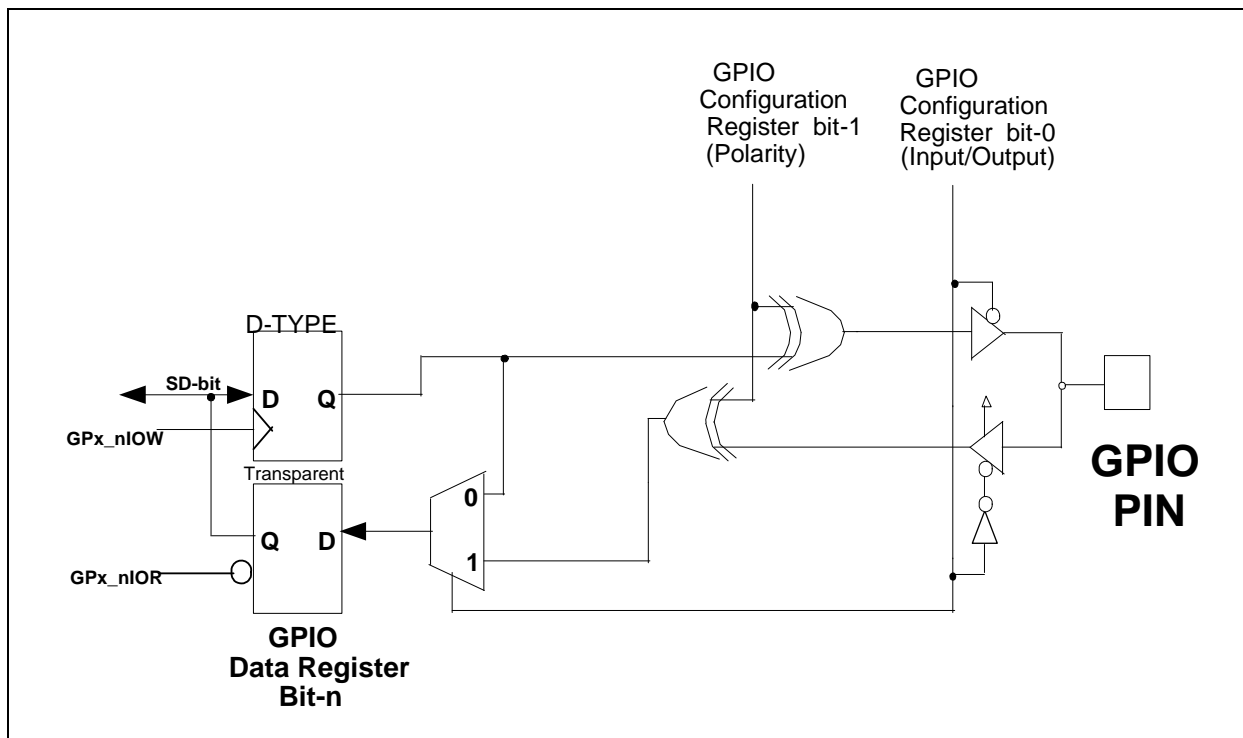 GPIO
Configuration
Register bit-1
(Polarity)
GPIO
Configuration
Register bit-0
(Input/Output)
D-TYPE
SD-bit
D
Q
GPx_nIOW
Transparent
0
Q
D
1
GPx_nIOR
GPIO
PIN
GPIO
Data Register
Bit-n